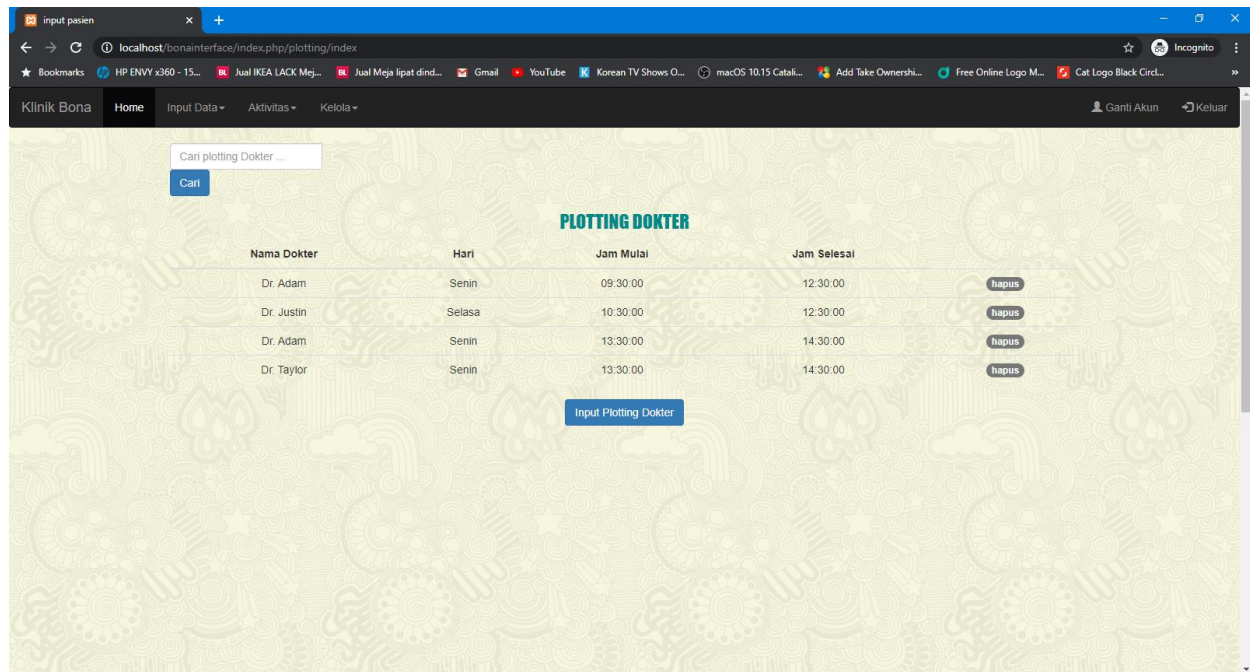 input pasien
localhost/bonainterface/index.php/plotting/index Incognito
Bookmarks HP ENVY x360 - 15... Jual IKEA LACK Mej... Jual Meja lipat dind... Gmail YouTube Korean TV Shows O... macOS 10.15 Catali... Add Take Ownershi... Free Online Logo M... Cat Logo Black Circl... »
Klinik Bona Home Input Data Aktivitas Kelola Ganti Akun Keluar
Cari plotting Dokter ...
Cari
PLOTTING DOKTER
Nama Dokter Hari Jam Mulai Jam Selesai
Dr. Adam Senin 09:30:00 12:30:00 hapus
Dr. Justin Selasa 10:30:00 12:30:00 hapus
Dr. Adam Senin 13:30:00 14:30:00 hapus
Dr. Taylor Senin 13:30:00 14:30:00 hapus
Input Plotting Dokter